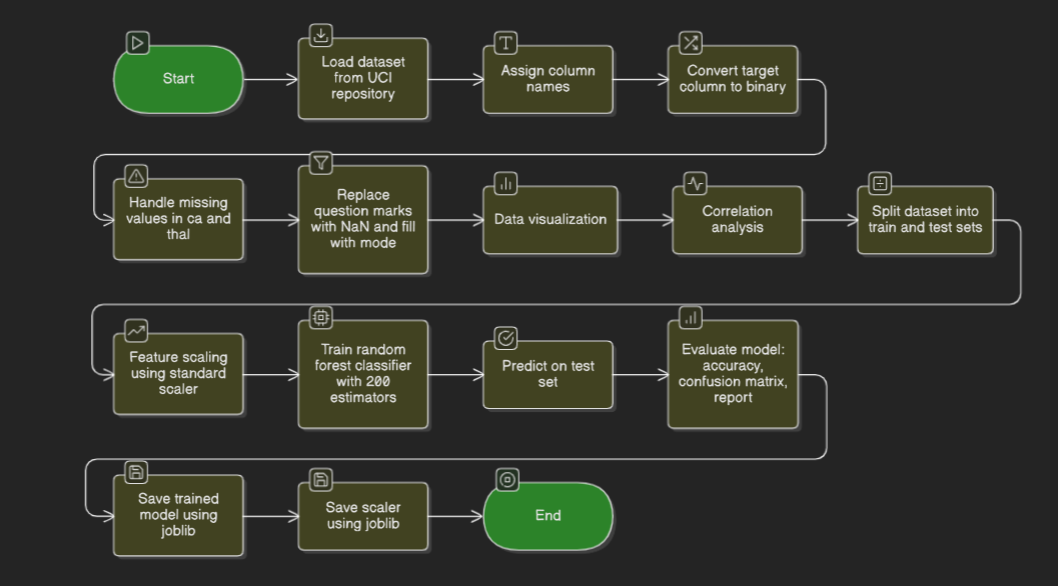 Start
Load dataset
from UCI
repository
Assign column
names
Convert target
column to binary
Handle missing
values in ca and
thal
Replace
question marks
with NaN and fill
with mode
Data visualization
Correlation
analysis
Split dataset into
train and test sets
Feature scaling
using standard
scaler
Train random
forest classifier
with 200
estimators
Predict on test
set
Evaluate model:
accuracy,
confusion matrix,
report
Save trained
model using
joblib
Save scaler
using joblib
End